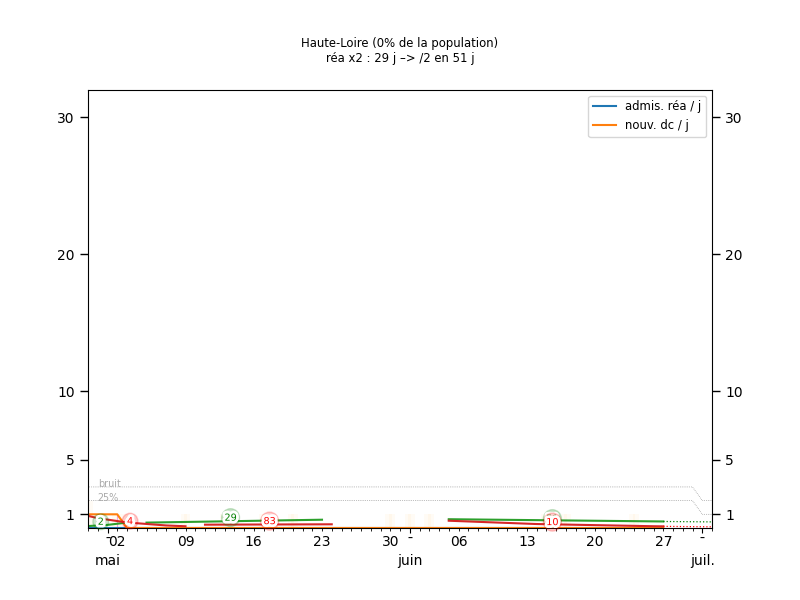 Haute-Loire (0% de la population)
réa x2 : 29 j –> /2 en 51 j
admis. réa / j
nouv. dc / j
30 30
20 20
10 10
5 5
bruit
25%
1 1
2 4 29 83 10
- 02 09 16 23 30 - 06 13 20 27 -
mai juin juil.